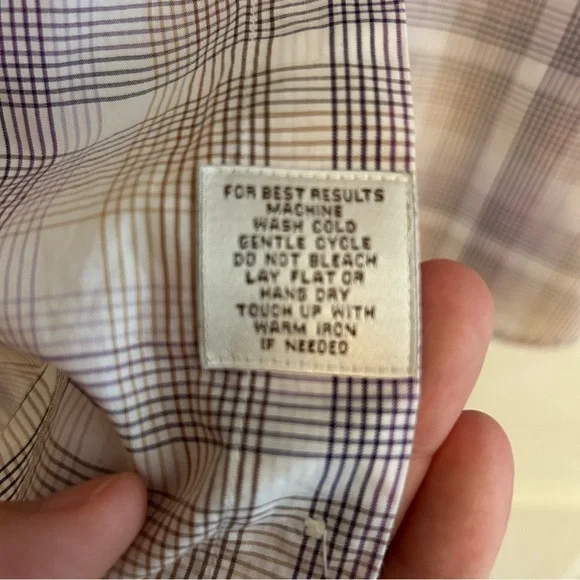 FOR BEST RESULTS
MACHINE
WASH COLD
GENTLE CYCLE
DO NOT BLEACH
LAY FLAT OR
HANG DRY
TOUCH UP WITH
WARM IRON
IF NEEDED